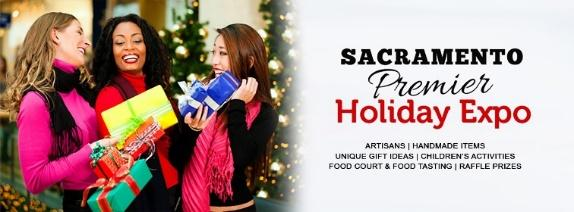 SACRAMENTO
Premier
Holiday Expo
ARTISANS | HANDMADE ITEMS
UNIQUE GIFT IDEAS | CHILDREN'S ACTIVITIES
FOOD COURT & FOOD TASTING | RAFFLE PRIZES